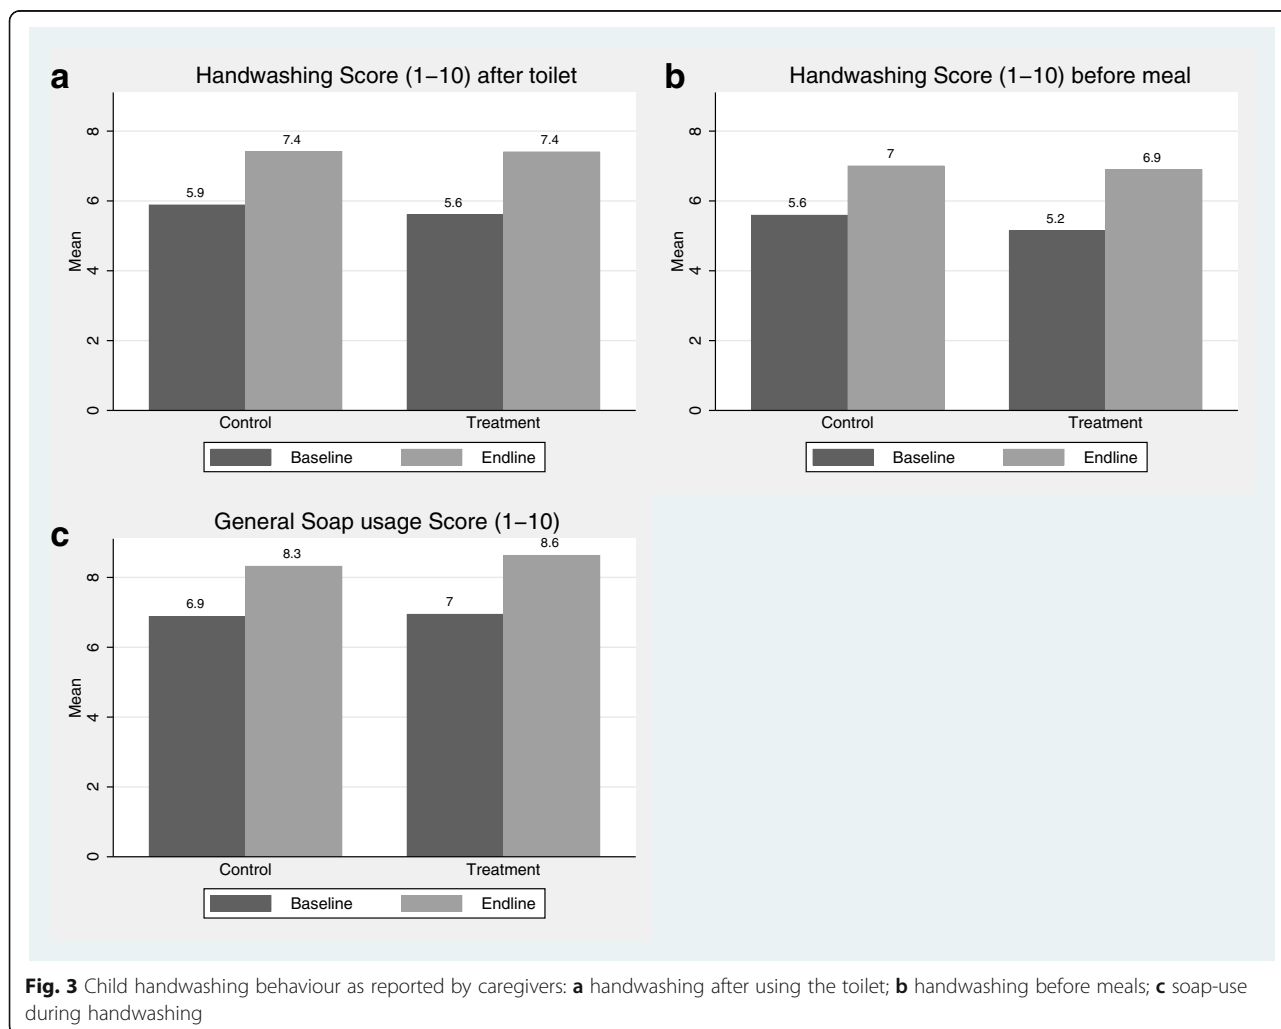 a
Handwashing Score (1−10) after toilet
8
6
4
2
0
Mean
5.9
7.4
5.6
7.4
Control
Treatment
Baseline
Endline
b
Handwashing Score (1−10) before meal
8
6
4
2
0
Mean
5.6
7
5.2
6.9
Control
Treatment
Baseline
Endline
c
General Soap usage Score (1−10)
8
6
4
2
0
Mean
6.9
8.3
7
8.6
Control
Treatment
Baseline
Endline
Fig. 3 Child handwashing behaviour as reported by caregivers: a handwashing after using the toilet; b handwashing before meals; c soap-use
during handwashing